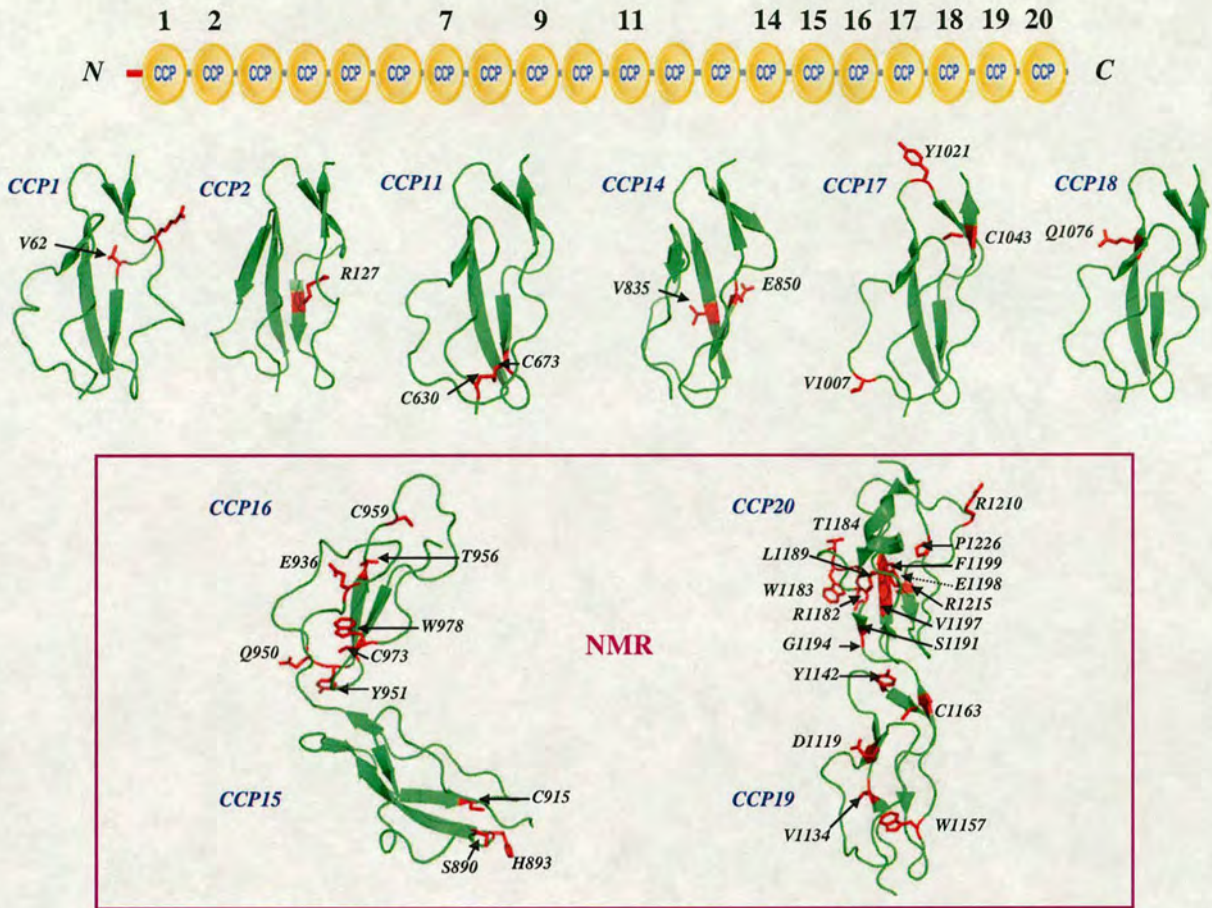 1 2 7 9 11 14 15 16 17 18 19 20
N CCP CCP CCP CCP CCP CCP CCP CCP CCP CCP CCP CCP CCP CCP CCP CCP CCP CCP CCP CCP C
CCP1
V62
CCP2
R127
CCP11
C673
C630
CCP14
V835
E850
CCP17
Y1021
C1043
V1007
CCP18
Q1076
NMR
CCP16
C959
E936
T956
W978
Q950
C973
Y951
CCP15
C915
S890
H893
CCP20
R1210
T1184
P1226
L1189
F1199
W1183
E1198
R1182
R1215
V1197
G1194
S1191
Y1142
C1163
D1119
CCP19
V1134
W1157